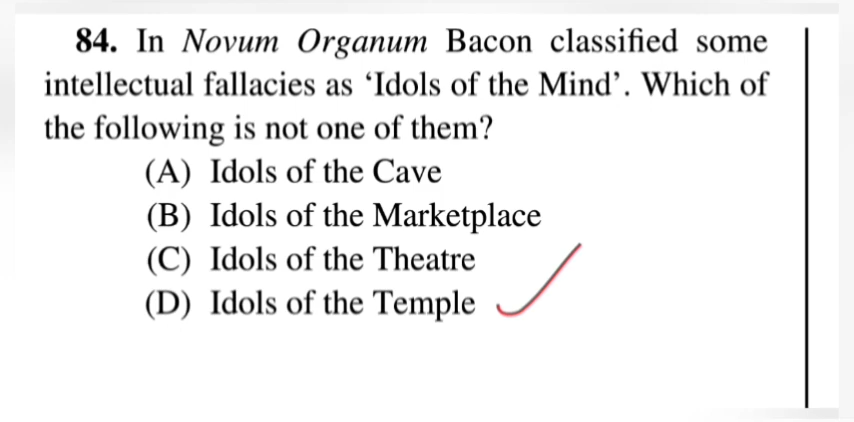 84. In Novum Organum Bacon classified some
intellectual fallacies as ‘Idols of the Mind’. Which of
the following is not one of them?
(A) Idols of the Cave
(B) Idols of the Marketplace
(C) Idols of the Theatre
(D) Idols of the Temple